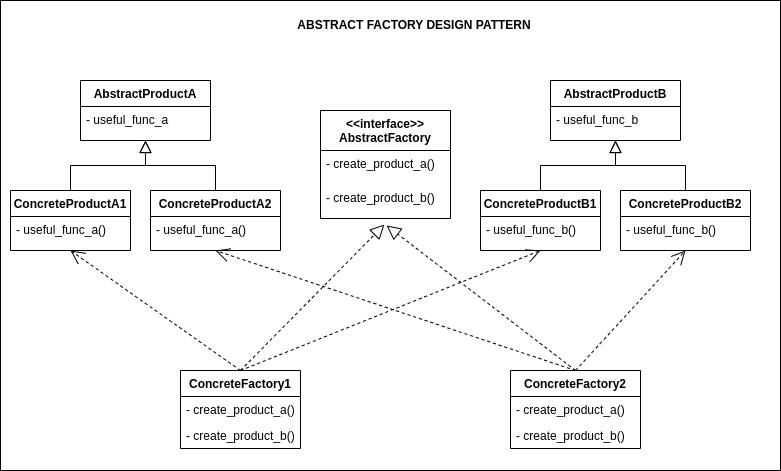 ABSTRACT FACTORY DESIGN PATTERN
AbstractProductA
- useful_func_a
<<interface>>
AbstractFactory
- create_product_a()
- create_product_b()
AbstractProductB
- useful_func_b
ConcreteProductA1
- useful_func_a()
ConcreteProductA2
- useful_func_a()
ConcreteProductB1
- useful_func_b()
ConcreteProductB2
- useful_func_b()
ConcreteFactory1
- create_product_a()
- create_product_b()
ConcreteFactory2
- create_product_a()
- create_product_b()